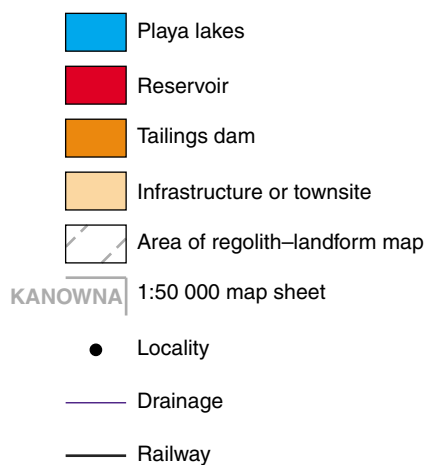 Playa lakes
Reservoir
Tailings dam
Infrastructure or townsite
Area of regolith–landform map
KANOWNA 1:50 000 map sheet
Locality
Drainage
Railway